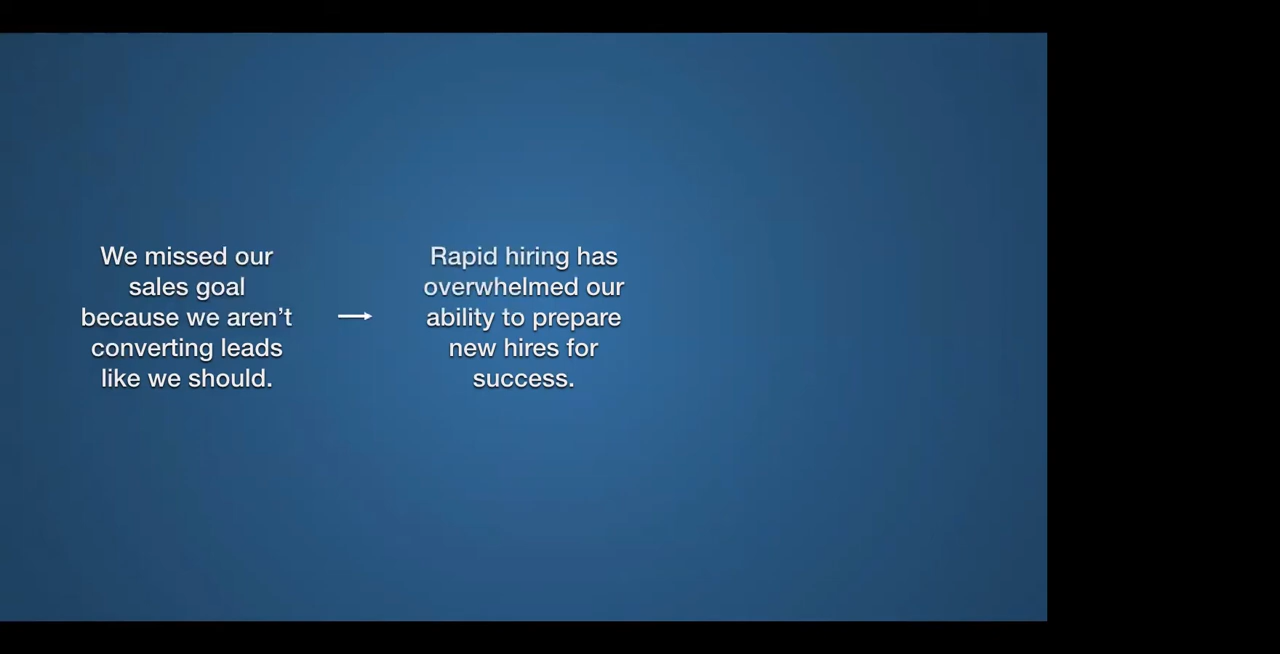 We missed our
sales goal
because we aren’t
converting leads
like we should.
Rapid hiring has
overwhelmed our
ability to prepare
new hires for
success.